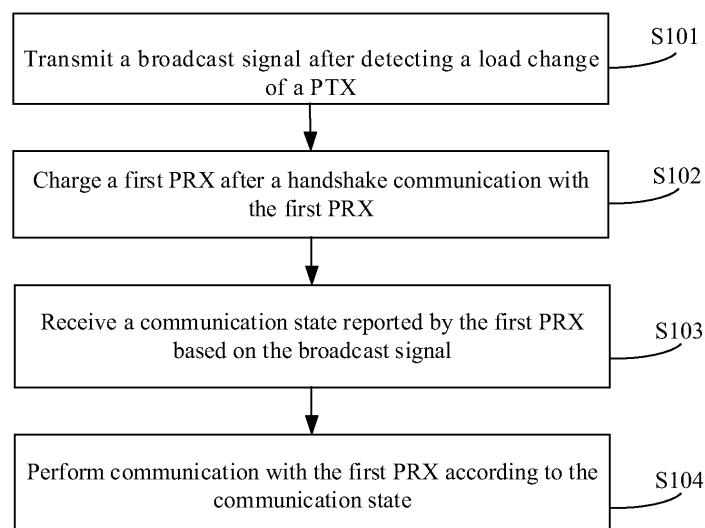 Transmit a broadcast signal after detecting a load change
of a PTX
S101
Charge a first PRX after a handshake communication with
the first PRX
S102
Receive a communication state reported by the first PRX
based on the broadcast signal
S103
Perform communication with the first PRX according to the
communication state
S104